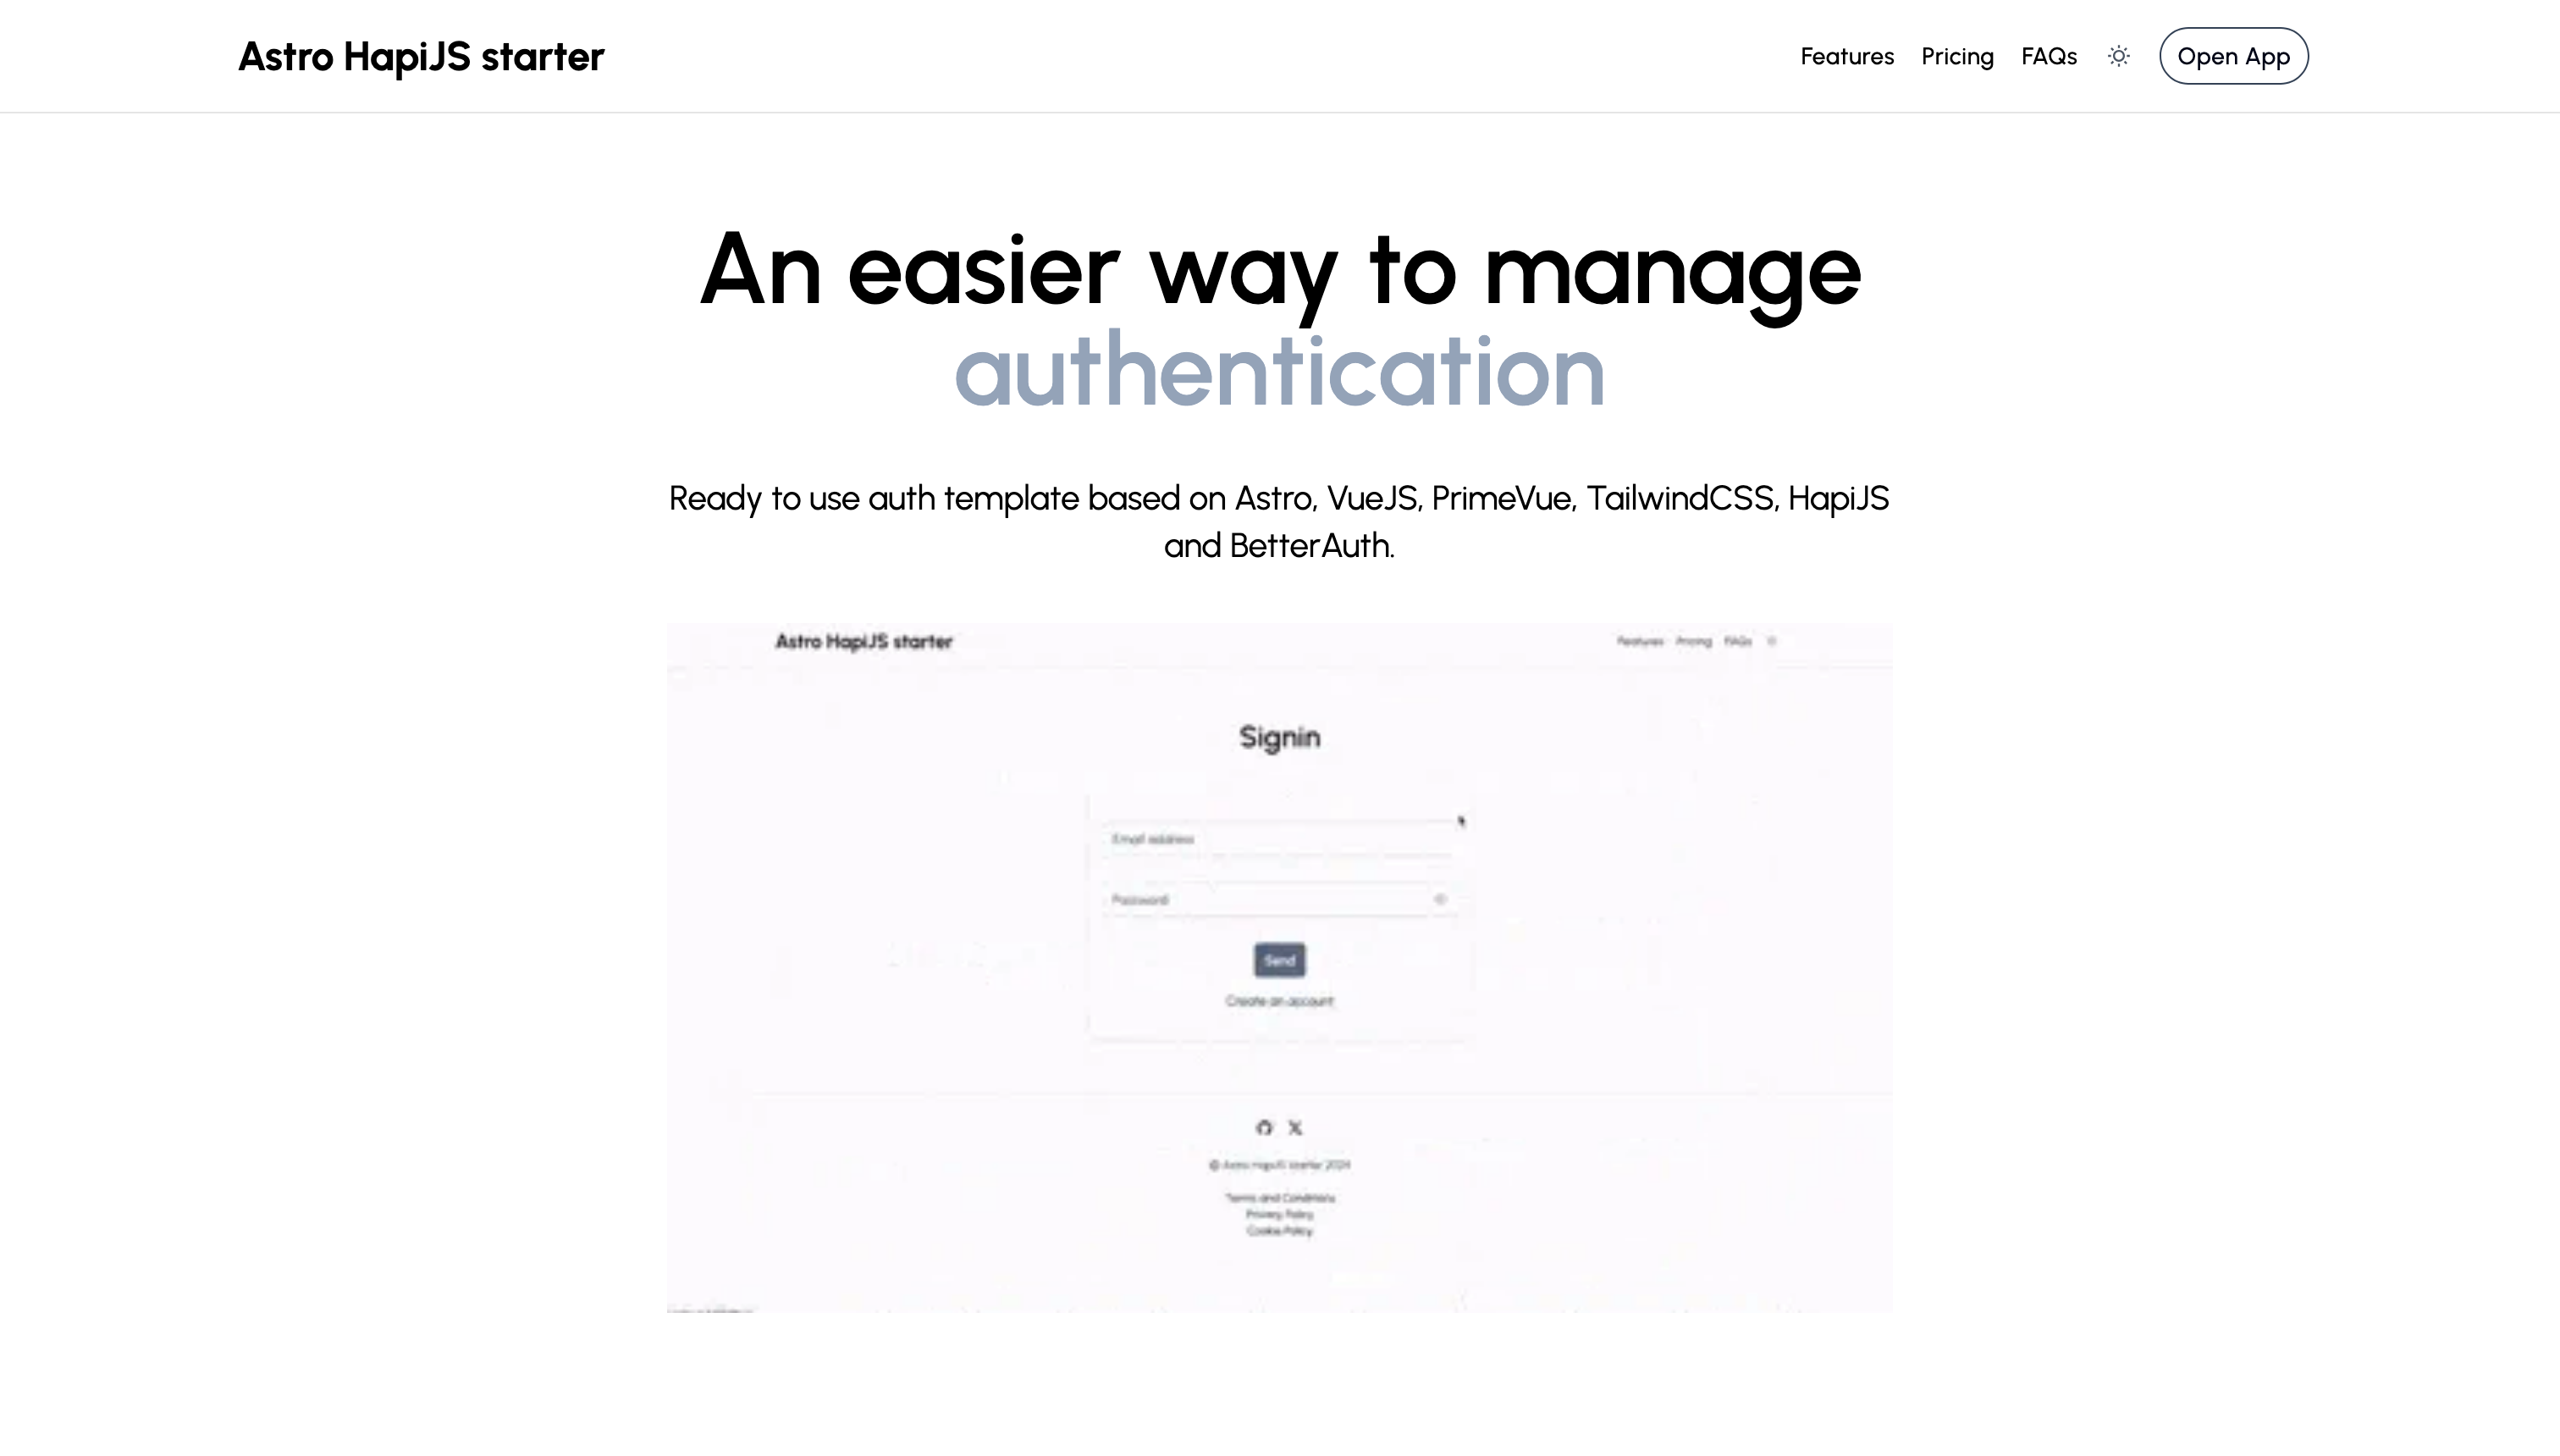 Astro HapiJS starter
Features Pricing FAQs Open App
An easier way to manage
authentication
Ready to use auth template based on Astro, VueJS, PrimeVue, TailwindCSS, HapiJS
and BetterAuth.
Astro HapiJS starter
Features Pricing FAQs
Signin
Email address
Password
Send
Create an account
© Astro HapiJS starter 2024
Terms and Conditions
Privacy Policy
Cookie Policy